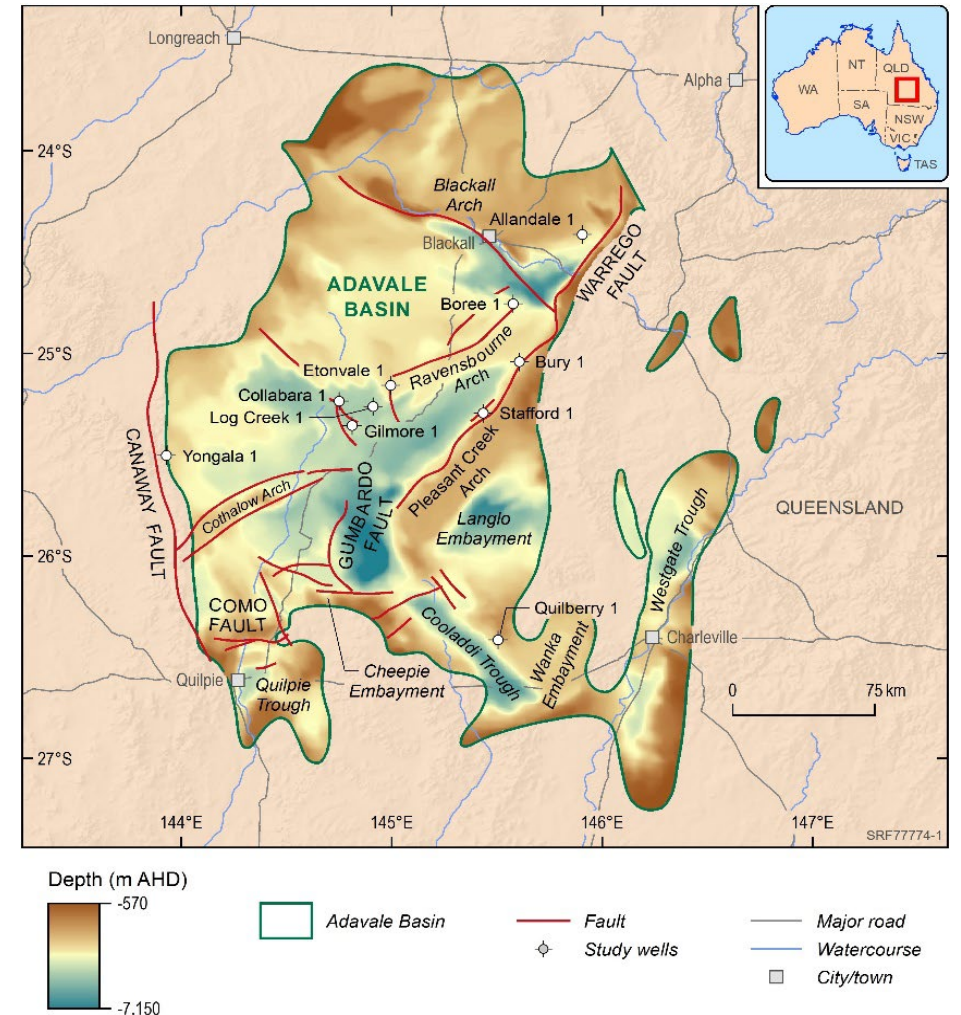 Longreach
Alpha
NT
QLD
WA
SA
NSW
VIC
TAS
24°S
Blackall
Arch
Allandale 1
Blackall
WARREGO
FAULT
ADAVALE
BASIN
Boree 1
25°S
Ravensbourne
Arch
Bury 1
Etonvale 1
Collabara 1
Log Creek 1
Gilmore 1
Stafford 1
CANAWAY FAULT
Yongala 1
Pleasant Creek
Arch
Cothalow Arch
GUMBARDO
FAULT
Langlo
Embayment
Westgate Trough
QUEENSLAND
26°S
COMO
FAULT
Quilberry 1
Cooladdi Trough
Wanka
Embayment
Charleville
Cheepie
Embayment
Quilpie
Quilpie
Trough
0
75 km
27°S
144°E
145°E
146°E
147°E
SRF77774-1
Depth (m AHD)
-570
-7,150
Adavale Basin
Fault
Study wells
Major road
Watercourse
City/town